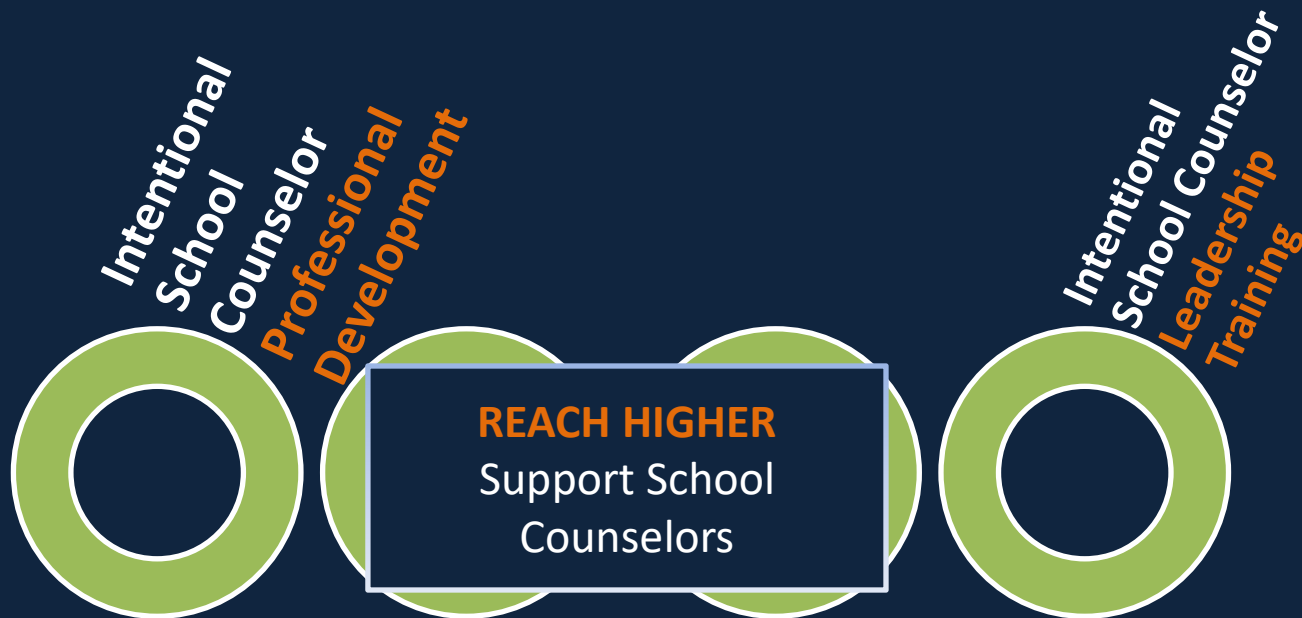 Intentional
School
Counselor
Professional
Development
REACH HIGHER
Support School
Counselors
Intentional
School Counselor
Leadership
Training